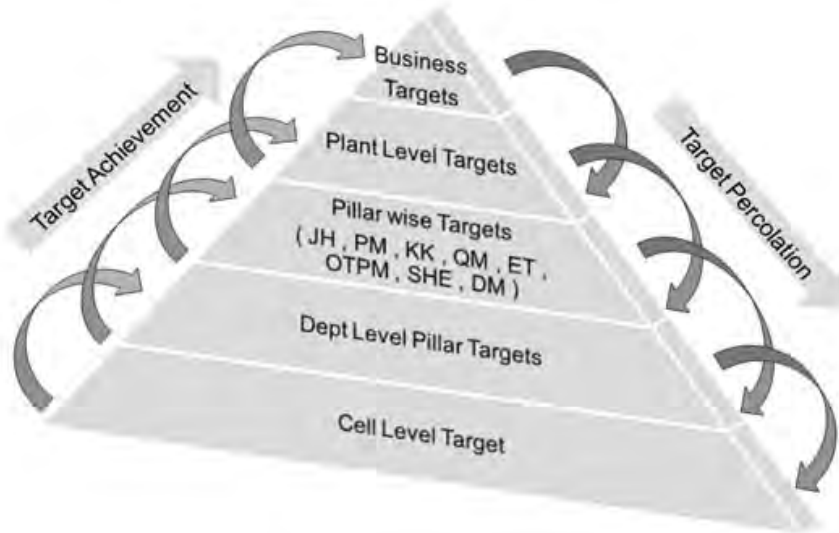 Business
Targets
Target Achievement
Target Percolation
Plant Level Targets
Pillar wise Targets
( JH , PM , KK , QM , ET ,
OTPM , SHE , DM )
Dept Level Pillar Targets
Cell Level Target